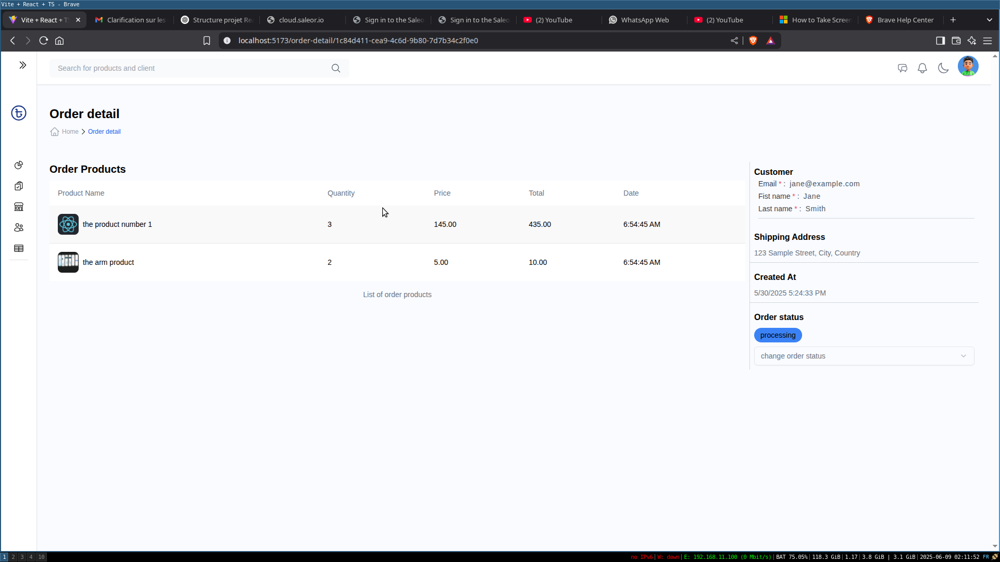 Vite + React + TS - Brave
Vite + React + TS
Clarification sur les
Structure projet Rea
cloud.saleor.io
Sign in to the Saleo
Sign in to the Saleo
(2) YouTube
WhatsApp Web
(2) YouTube
How to Take Screen
Brave Help Center
localhost:5173/order-detail/1c84d411-cea9-4c6d-9b80-7d7b34c2f0e0
Search for products and client
Order detail
Home
Order detail
Order Products
Product Name Quantity Price Total Date
the product number 1 3 145.00 435.00 6:54:45 AM
the arm product 2 5.00 10.00 6:54:45 AM
List of order products
Customer
Email * : jane@example.com
Fist name * : Jane
Last name * : Smith
Shipping Address
123 Sample Street, City, Country
Created At
5/30/2025 5:24:33 PM
Order status
processing
change order status
1 2 3 4 10
no IPv6|W: down|E: 192.168.11.100 (0 Mbit/s)|BAT 75.05%|118.3 GiB|1.17|3.8 GiB | 3.1 GiB|2025-06-09 02:11:52 FR